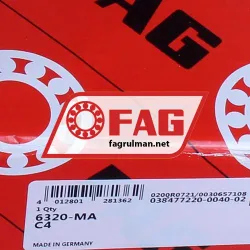 FAG
FAG
fagrulman.net
0200R0721/0030657108
038477220-0040-02
4 012801 281362
1 Qty
6320-MA
C4
MADE IN GERMANY